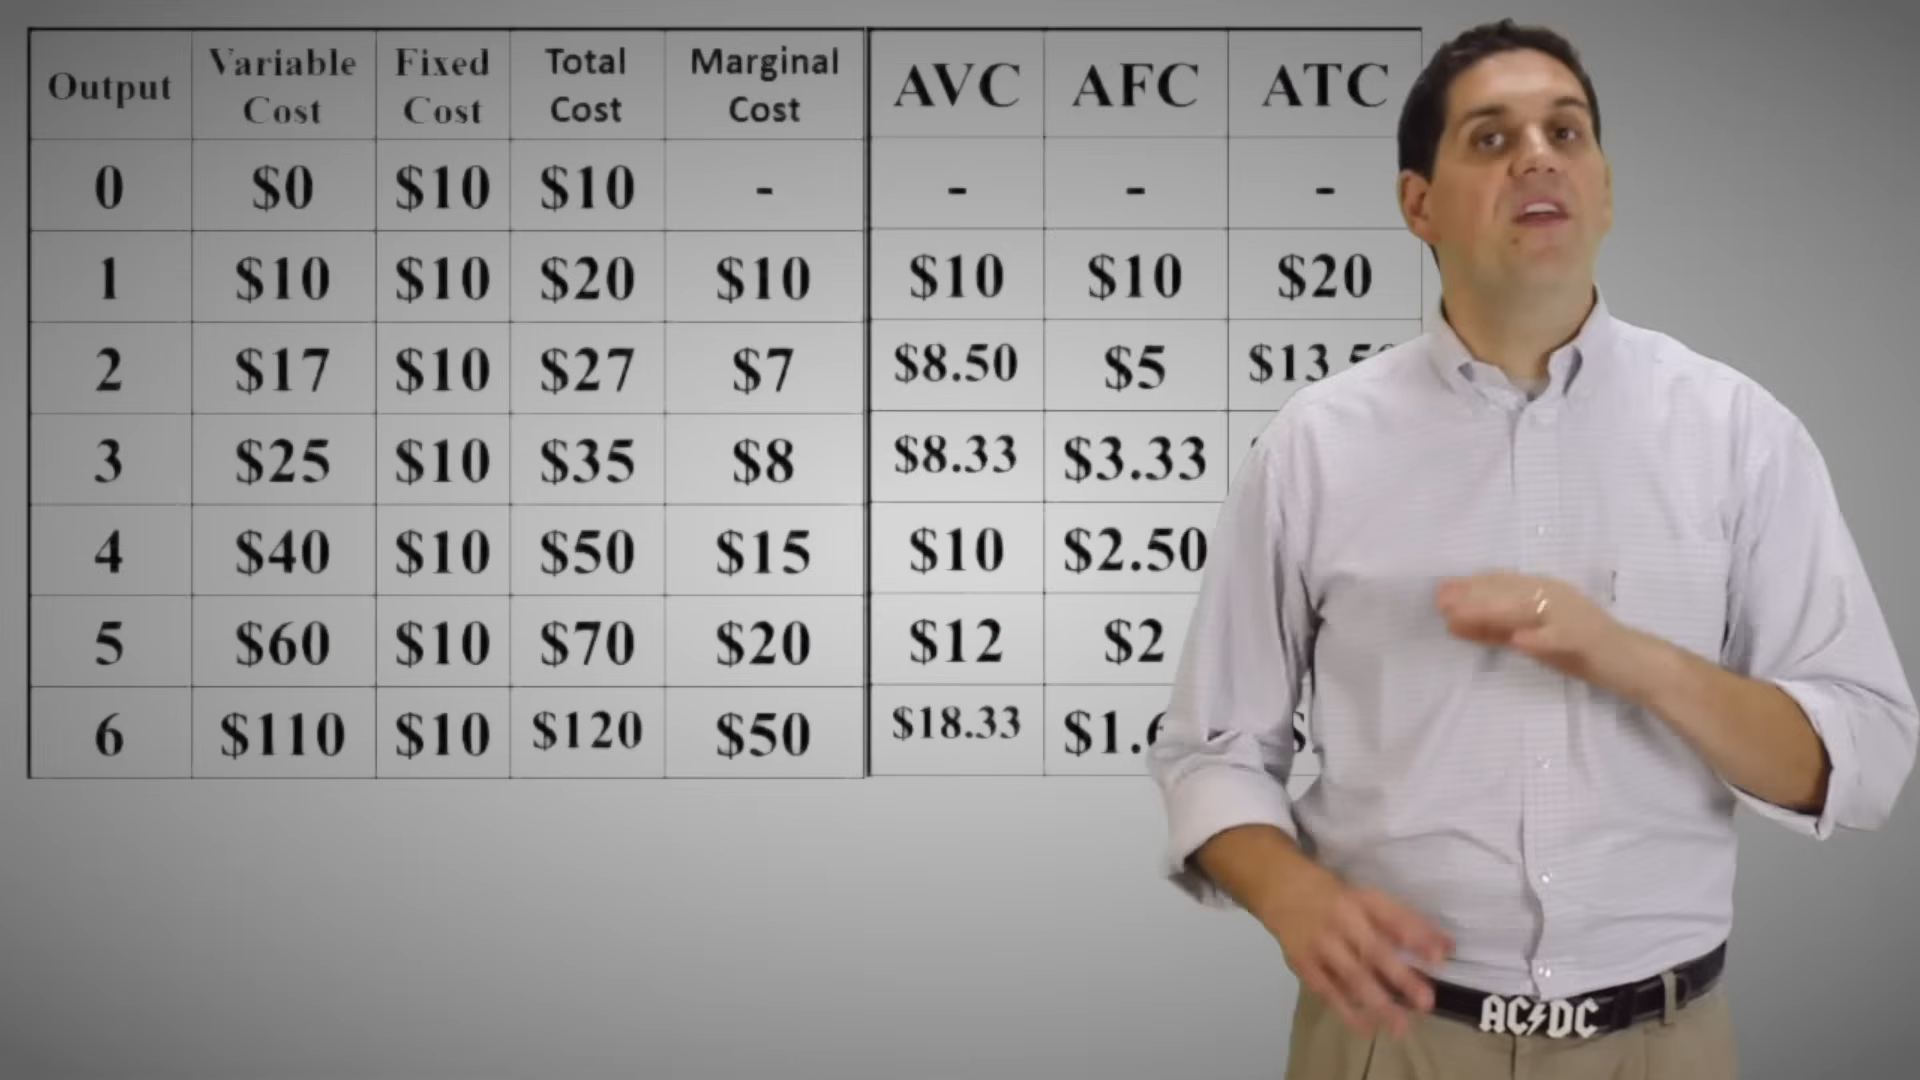 Output Variable Cost Fixed Cost Total Cost Marginal Cost AVC AFC ATC
0 $0 $10 $10 - - - -
1 $10 $10 $20 $10 $10 $10 $20
2 $17 $10 $27 $7 $8.50 $5
3 $25 $10 $35 $8 $8.33 $3.33
4 $40 $10 $50 $15 $10 $2.50
5 $60 $10 $70 $20 $12 $2
6 $110 $10 $120 $50 $18.33
AC⚡DC